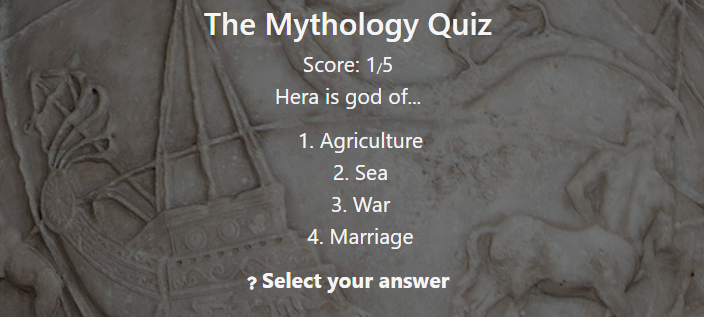 The Mythology Quiz
Score: 1/5
Hera is god of...
1. Agriculture
2. Sea
3. War
4. Marriage
? Select your answer